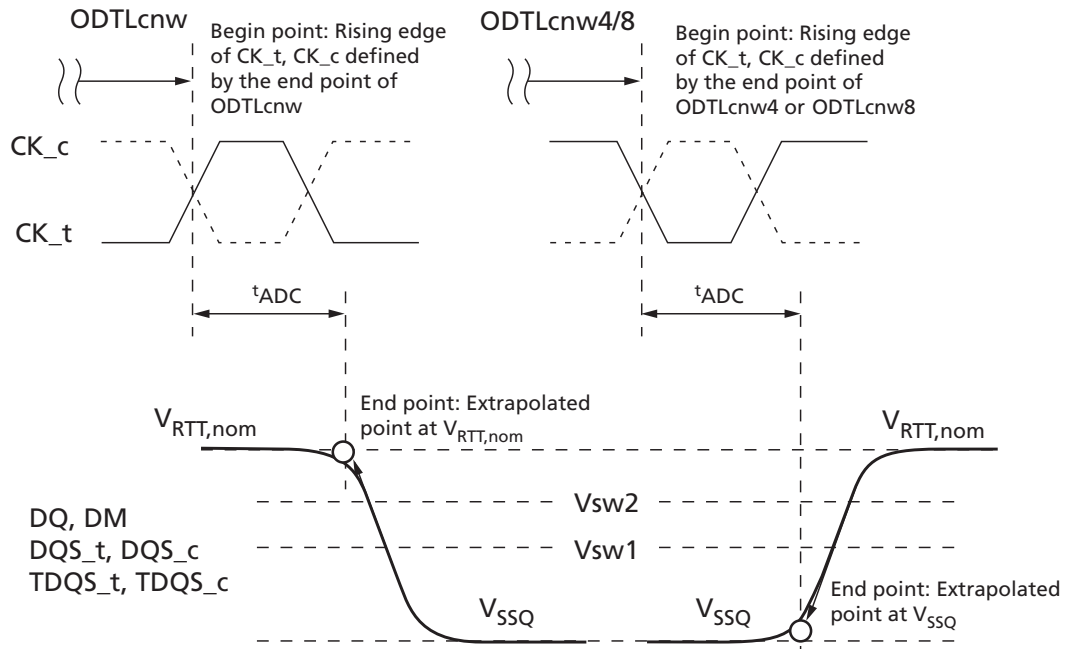 ODTLcnw
Begin point: Rising edge
of CK_t, CK_c defined
by the end point of
ODTLcnw
ODTLcnw4/8
Begin point: Rising edge
of CK_t, CK_c defined
by the end point of
ODTLcnw4 or ODTLcnw8
CK_c
CK_t
tADC
tADC
VRTT,nom
End point: Extrapolated
point at VRTT,nom
VRTT,nom
Vsw2
DQ, DM
DQS_t, DQS_c
TDQS_t, TDQS_c
Vsw1
VSSQ
VSSQ
End point: Extrapolated
point at VSSQ